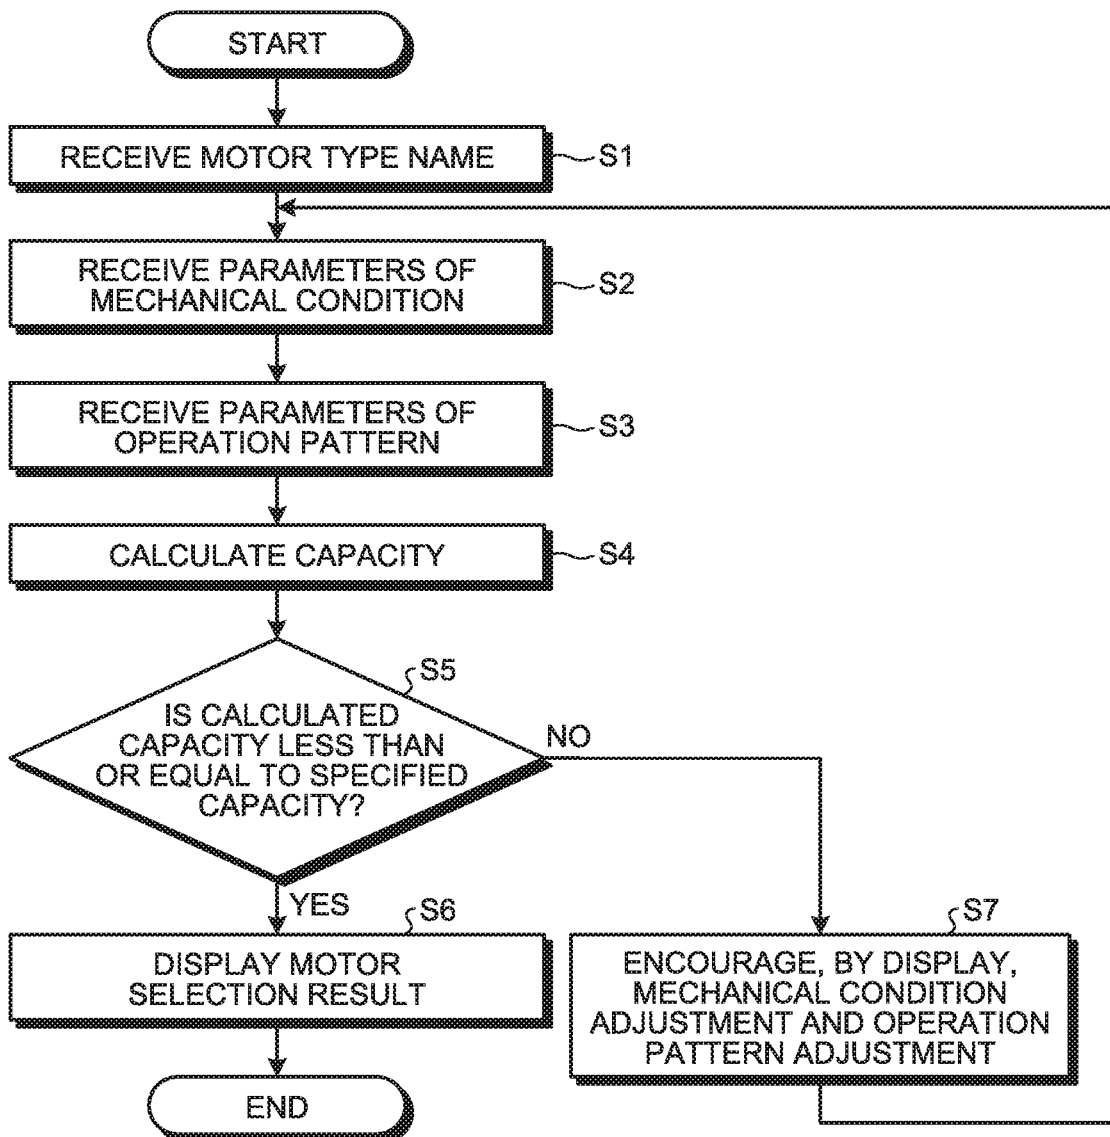 START
RECEIVE MOTOR TYPE NAME
S1
RECEIVE PARAMETERS OF
MECHANICAL CONDITION
S2
RECEIVE PARAMETERS OF
OPERATION PATTERN
S3
CALCULATE CAPACITY
S4
S5
IS CALCULATED
CAPACITY LESS THAN
OR EQUAL TO SPECIFIED
CAPACITY?
NO
YES
S6
DISPLAY MOTOR
SELECTION RESULT
S7
ENCOURAGE, BY DISPLAY,
MECHANICAL CONDITION
ADJUSTMENT AND OPERATION
PATTERN ADJUSTMENT
END